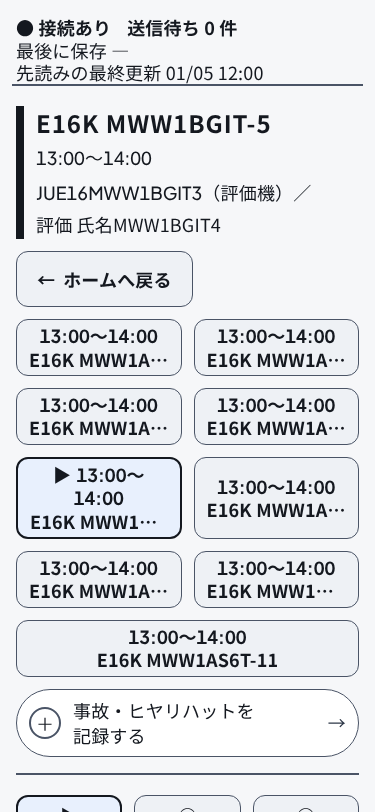 ● 接続あり 送信待ち 0 件
最後に保存 —
先読みの最終更新 01/05 12:00
E16K MWW1BGIT-5
13:00〜14:00
JUE16MWW1BGIT3（評価機）／
評価 氏名MWW1BGIT4
← ホームへ戻る
13:00〜14:00
E16K MWW1A…
13:00〜14:00
E16K MWW1A…
13:00〜14:00
E16K MWW1A…
13:00〜14:00
E16K MWW1A…
▶ 13:00〜
14:00
E16K MWW1…
13:00〜14:00
E16K MWW1A…
13:00〜14:00
E16K MWW1A…
13:00〜14:00
E16K MWW1…
13:00〜14:00
E16K MWW1AS6T-11
事故・ヒヤリハットを
記録する
→